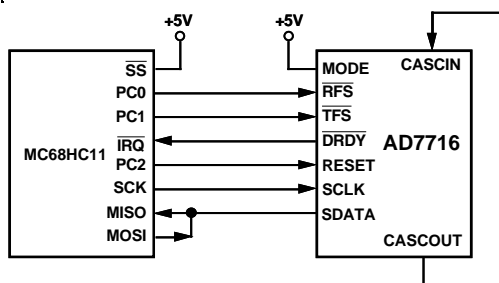 +5V +5V
SS MODE CASCIN
PC0 RFS
PC1 TFS
IRQ DRDY AD7716
MC68HC11
PC2 RESET
SCK SCLK
MISO SDATA
MOSI
CASCOUT